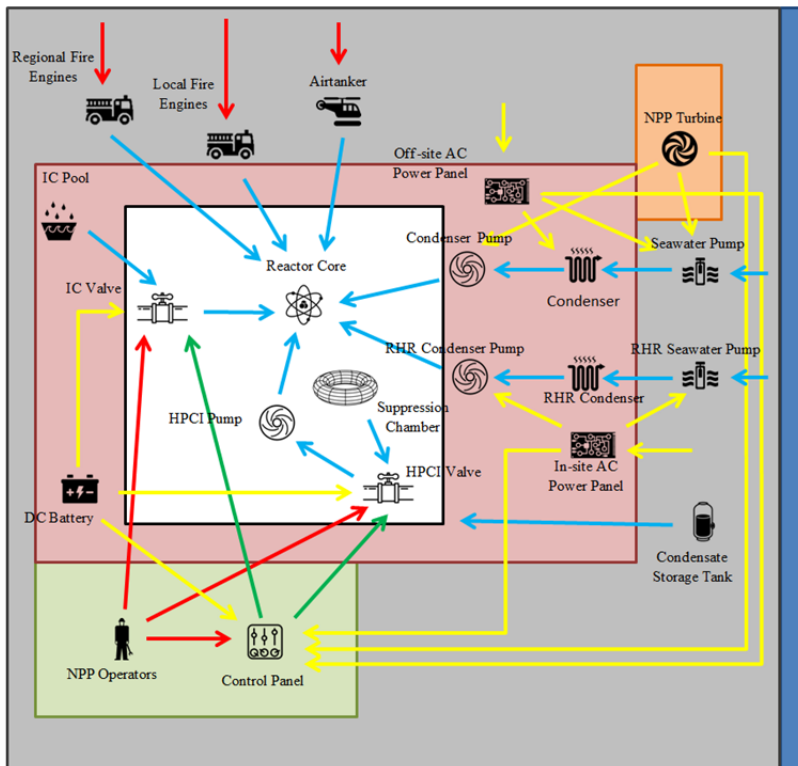 Regional Fire
Engines
Local Fire
Engines
Airtanker
NPP Turbine
Off-site AC
Power Panel
IC Pool
Condenser Pump
Seawater Pump
Reactor Core
IC Valve
Condenser
RHR Condenser Pump
RHR Seawater Pump
RHR Condenser
Suppression
Chamber
HPCI Pump
HPCI Valve
In-site AC
Power Panel
DC Battery
Condensate
Storage Tank
NPP Operators
Control Panel